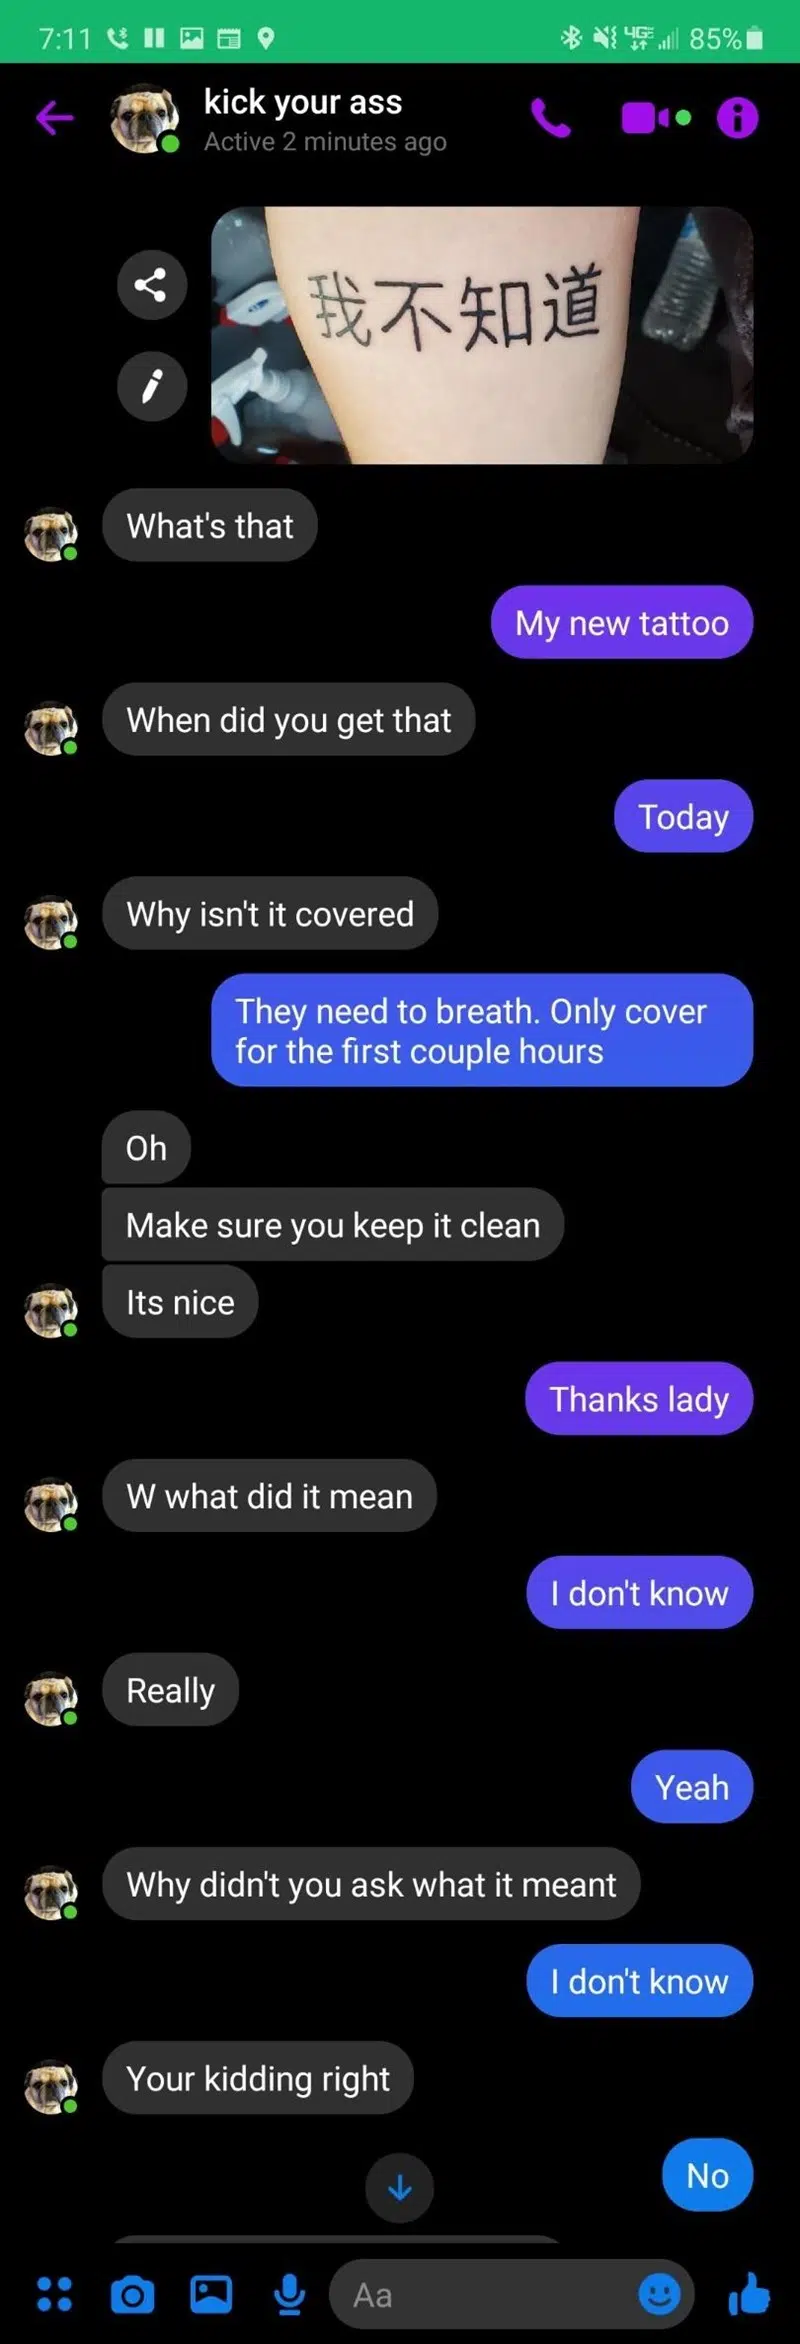 7:11 4GE 85%
kick your ass
Active 2 minutes ago
我不知道
What's that
My new tattoo
When did you get that
Today
Why isn't it covered
They need to breath. Only cover
for the first couple hours
Oh
Make sure you keep it clean
Its nice
Thanks lady
W what did it mean
I don't know
Really
Yeah
Why didn't you ask what it meant
I don't know
Your kidding right
No
Aa